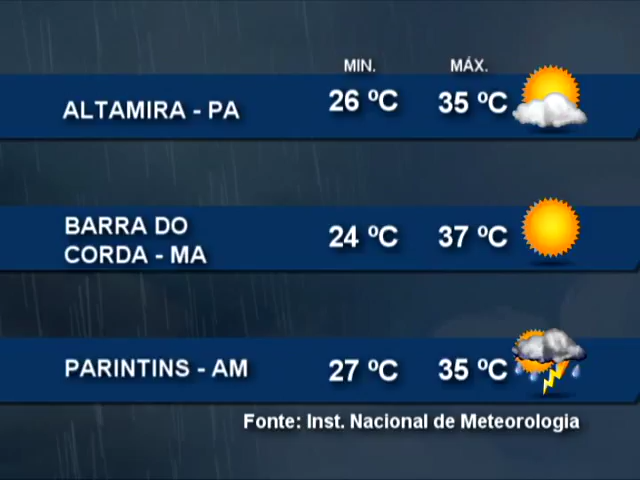 MIN. MÁX.
ALTAMIRA - PA 26 ºC 35 ºC
BARRA DO
CORDA - MA 24 ºC 37 ºC
PARINTINS - AM 27 ºC 35 ºC
Fonte: Inst. Nacional de Meteorologia